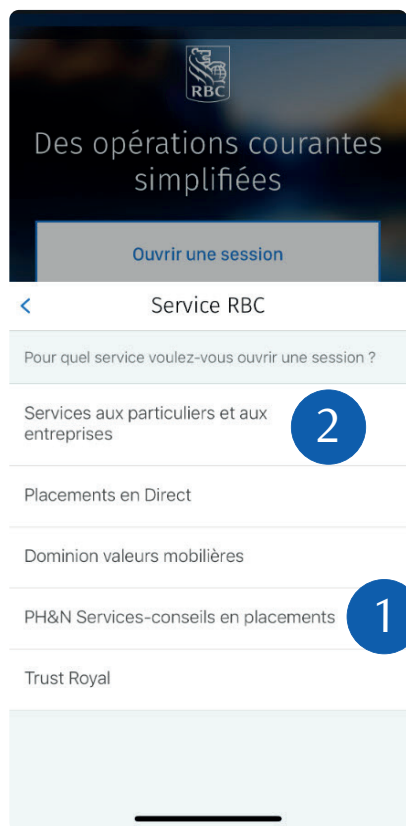 RBC
Des opérations courantes
simplifiées
Ouvrir une session
Service RBC
Pour quel service voulez-vous ouvrir une session ?
Services aux particuliers et aux
entreprises
2
Placements en Direct
Dominion valeurs mobilières
PH&N Services-conseils en placements
1
Trust Royal